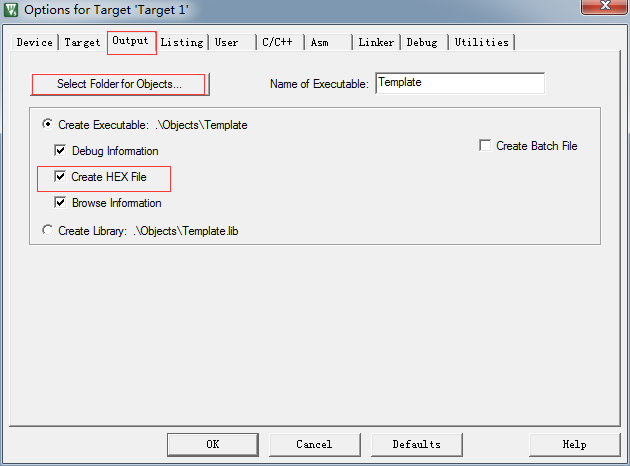 Options for Target 'Target 1'
Device Target Output Listing User C/C++ Asm Linker Debug Utilities
Select Folder for Objects... Name of Executable: Template
Create Executable: .\Objects\Template
Debug Information Create Batch File
Create HEX File
Browse Information
Create Library: .\Objects\Template.lib
OK Cancel Defaults Help